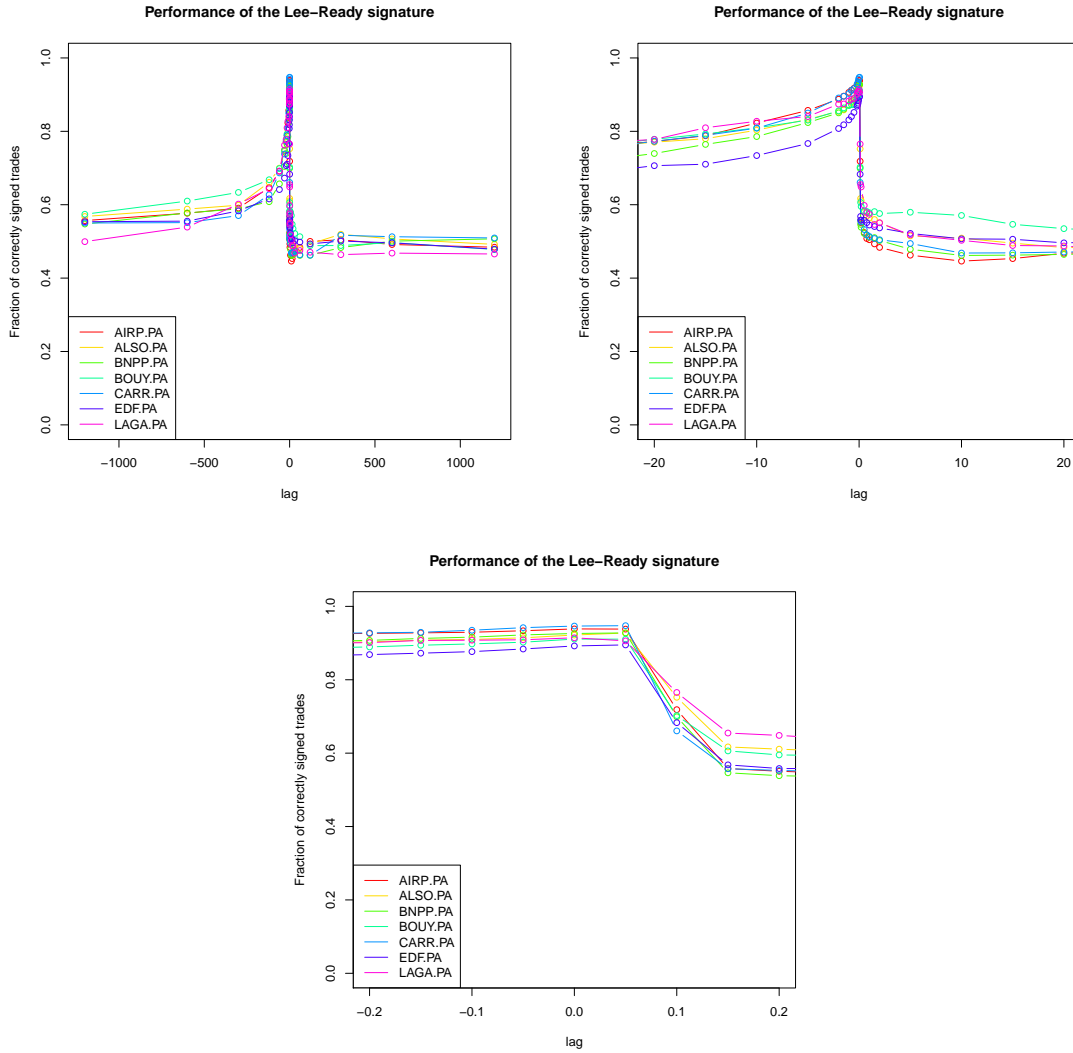 Performance of the Lee−Ready signature
Fraction of correctly signed trades
1.0
0.8
0.6
0.4
0.2
0.0
AIRP.PA
ALSO.PA
BNPP.PA
BOUY.PA
CARR.PA
EDF.PA
LAGA.PA
−1000
−500
0
500
1000
lag
Performance of the Lee−Ready signature
Fraction of correctly signed trades
1.0
0.8
0.6
0.4
0.2
0.0
AIRP.PA
ALSO.PA
BNPP.PA
BOUY.PA
CARR.PA
EDF.PA
LAGA.PA
−20
−10
0
10
20
lag
Performance of the Lee−Ready signature
Fraction of correctly signed trades
1.0
0.8
0.6
0.4
0.2
0.0
AIRP.PA
ALSO.PA
BNPP.PA
BOUY.PA
CARR.PA
EDF.PA
LAGA.PA
−0.2
−0.1
0.0
0.1
0.2
lag